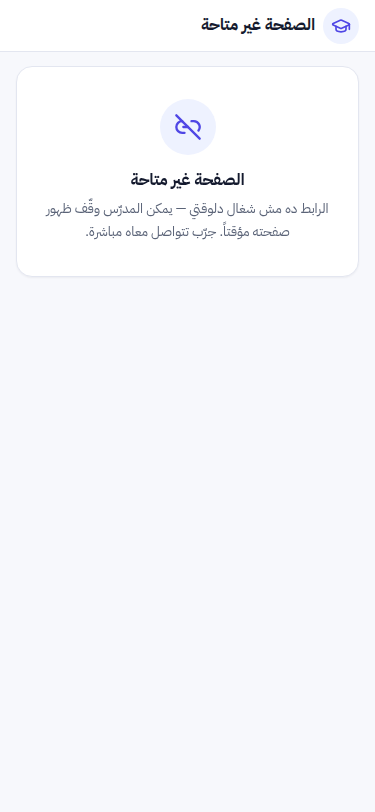 الصفحة غير متاحة
الصفحة غير متاحة
الرابط ده مش شغال دلوقتي — يمكن المدرّس وقّف ظهور
صفحته مؤقتاً. جرّب تتواصل معاه مباشرة.